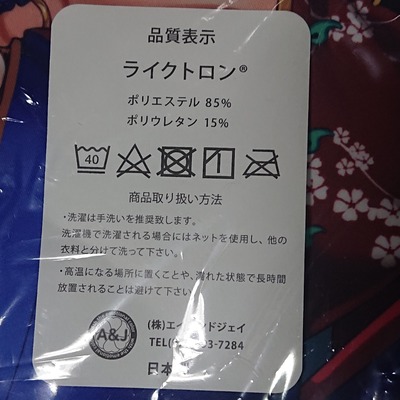 品質表示
ライクトロン®
ポリエステル 85%
ポリウレタン 15%
40
商品取り扱い方法
・洗濯は手洗いを推奨致します。
洗濯機で洗濯される場合にはネットを使用し、他の
衣料と分けて洗って下さい。
・高温になる場所に置くことや、濡れた状態で長時間
放置されることは避けて下さい。
A&J
(株)エイ ンドジェイ
TEL( 3-7284
日本